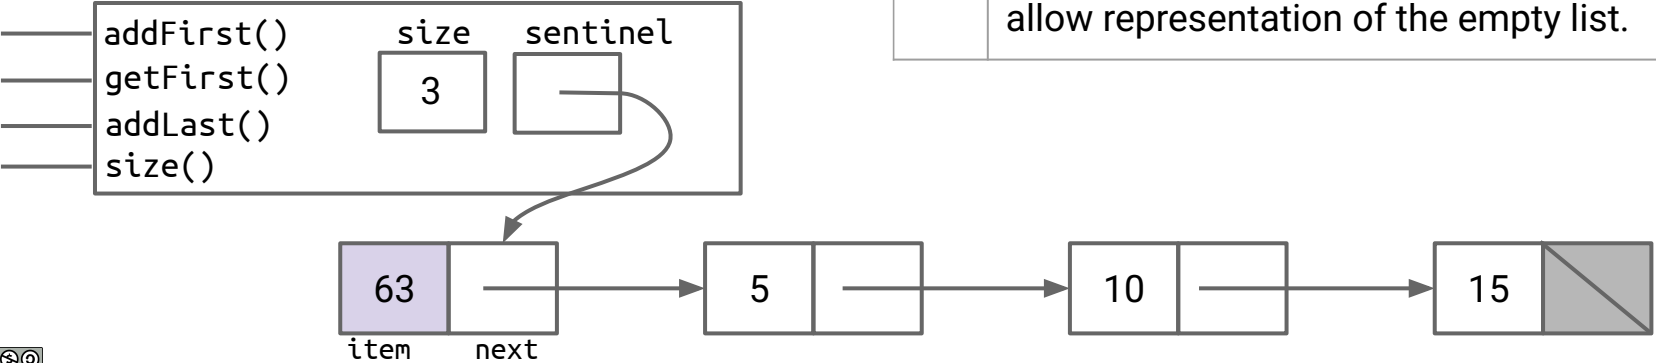 addFirst()
getFirst()
addLast()
size()
size
sentinel
3
allow representation of the empty list.
63
5
10
15
item
next